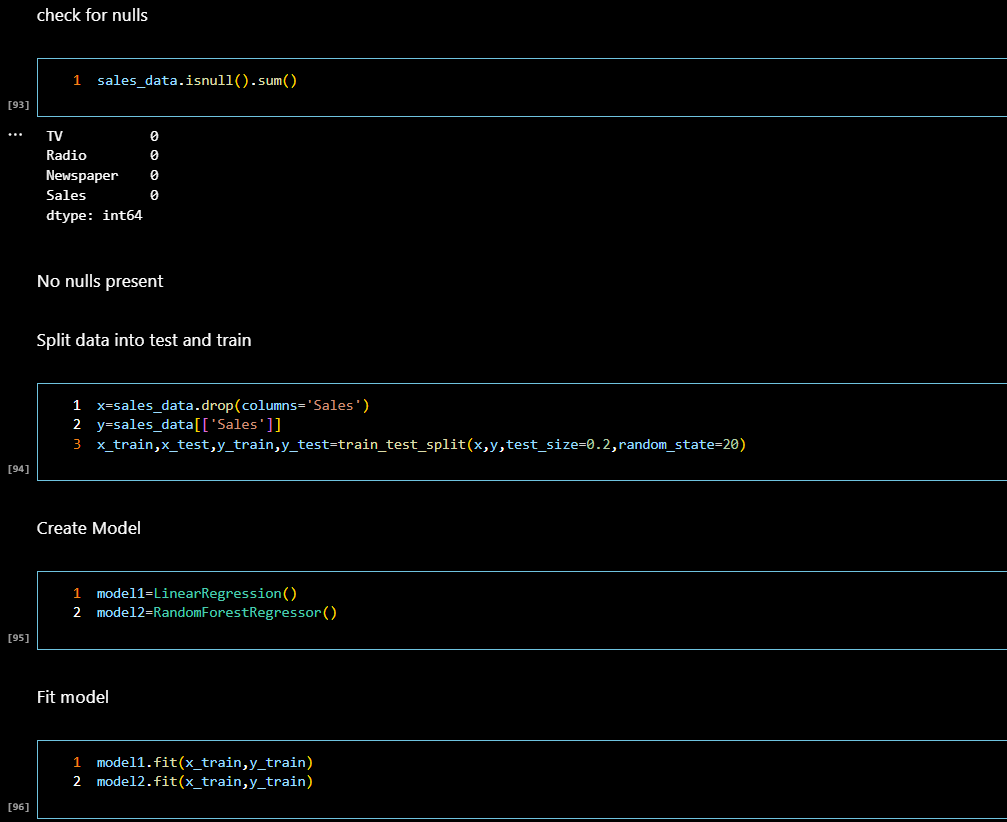 check for nulls
1 sales_data.isnull().sum()
[93]
...
TV 0
Radio 0
Newspaper 0
Sales 0
dtype: int64
No nulls present
Split data into test and train
1 x=sales_data.drop(columns='Sales')
2 y=sales_data[['Sales']]
3 x_train,x_test,y_train,y_test=train_test_split(x,y,test_size=0.2,random_state=20)
[94]
Create Model
1 model1=LinearRegression()
2 model2=RandomForestRegressor()
[95]
Fit model
1 model1.fit(x_train,y_train)
2 model2.fit(x_train,y_train)
[96]